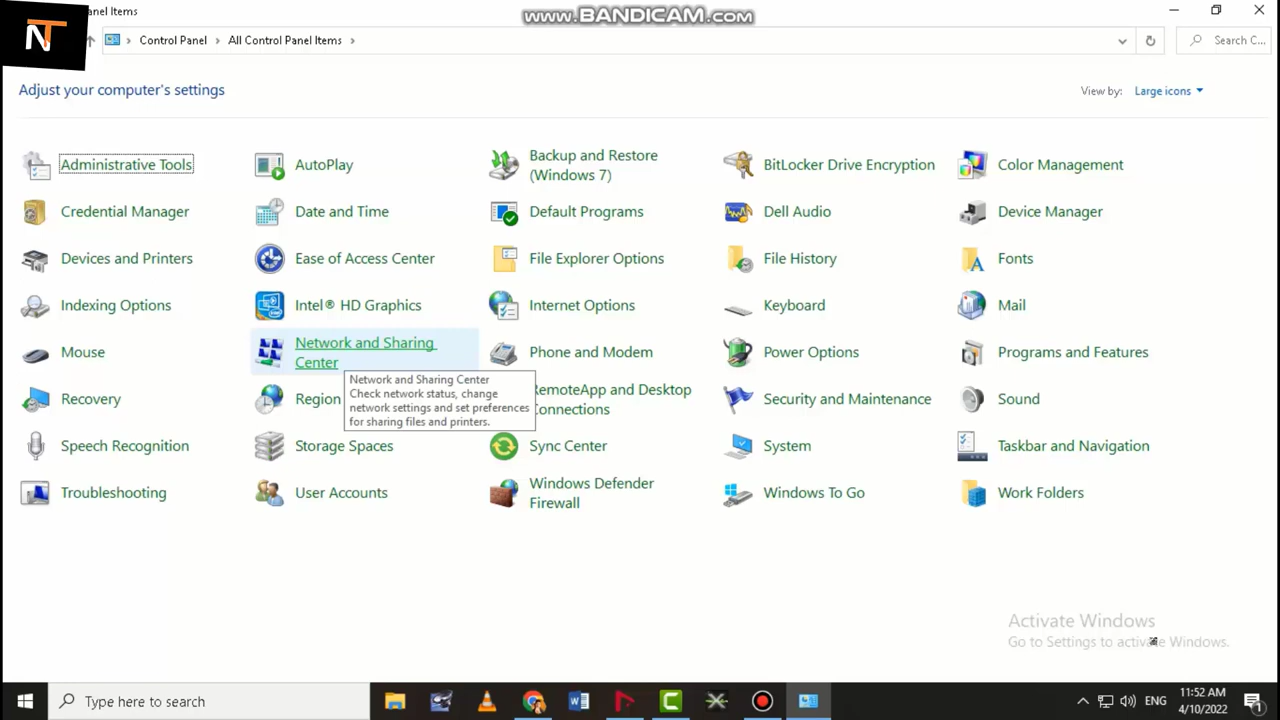 www.BANDICAM.com
anel Items
NT
Control Panel > All Control Panel Items >
Search C...
Adjust your computer's settings
View by: Large icons
Administrative Tools
AutoPlay
Backup and Restore
(Windows 7)
BitLocker Drive Encryption
Color Management
Credential Manager
Date and Time
Default Programs
Dell Audio
Device Manager
Devices and Printers
Ease of Access Center
File Explorer Options
File History
Fonts
Indexing Options
Intel® HD Graphics
Internet Options
Keyboard
Mail
Mouse
Network and Sharing
Center
Phone and Modem
Power Options
Programs and Features
Network and Sharing Center
Check network status, change
network settings and set preferences
for sharing files and printers.
Recovery
Region
RemoteApp and Desktop
Connections
Security and Maintenance
Sound
Speech Recognition
Storage Spaces
Sync Center
System
Taskbar and Navigation
Troubleshooting
User Accounts
Windows Defender
Firewall
Windows To Go
Work Folders
Activate Windows
Go to Settings to activate Windows.
Type here to search
ENG
11:52 AM
4/10/2022
1